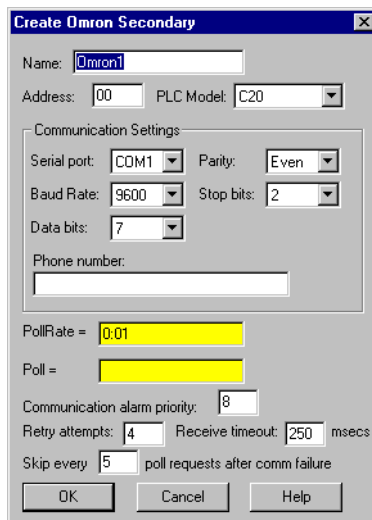 Create Omron Secondary
Name: Omron1
Address: 00 PLC Model: C20
Communication Settings
Serial port: COM1 Parity: Even
Baud Rate: 9600 Stop bits: 2
Data bits: 7
Phone number:
PollRate = 0:01
Poll =
Communication alarm priority: 8
Retry attempts: 4 Receive timeout: 250 msecs
Skip every 5 poll requests after comm failure
OK Cancel Help